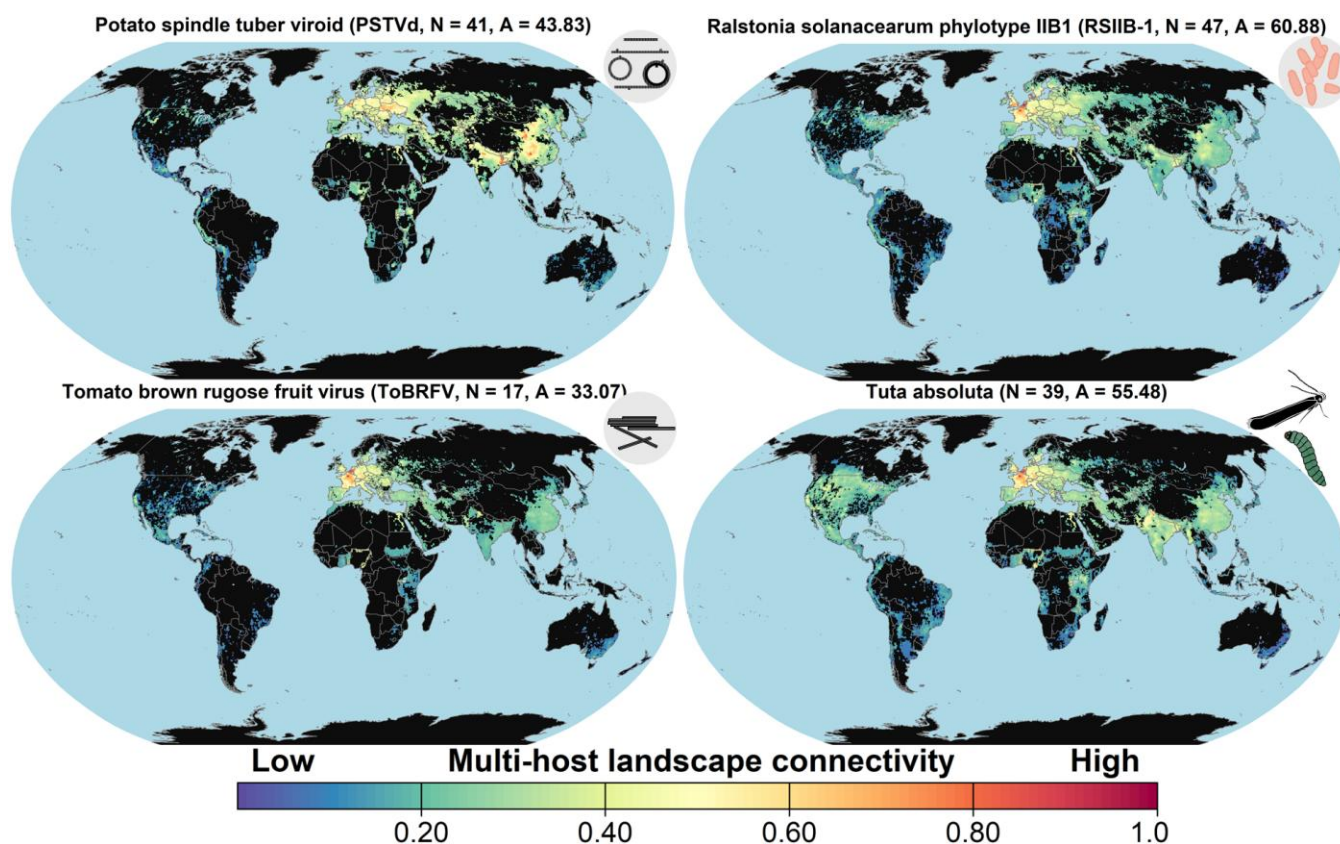 Potato spindle tuber viroid (PSTVd, N = 41, A = 43.83)
Ralstonia solanacearum phylotype IIB1 (RSIIB-1, N = 47, A = 60.88)
Tomato brown rugose fruit virus (ToBRFV, N = 17, A = 33.07)
Tuta absoluta (N = 39, A = 55.48)
Low Multi-host landscape connectivity High
0.20 0.40 0.60 0.80 1.0